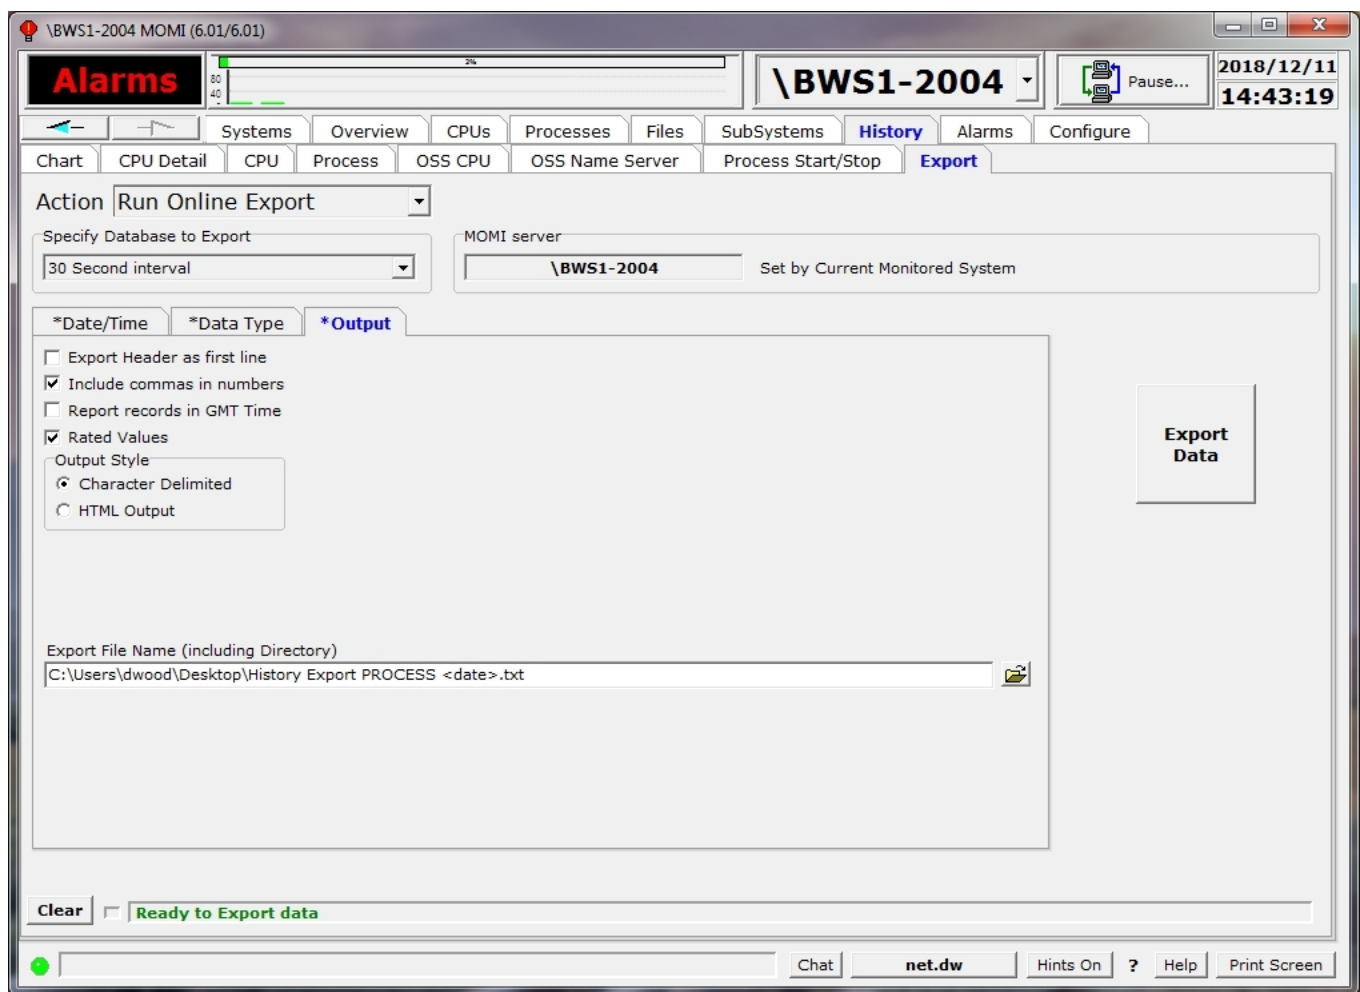 \BWS1-2004 MOMI (6.01/6.01)
Alarms
2%
80
40
\BWS1-2004
Pause...
2018/12/11
14:43:19
Systems Overview CPUs Processes Files SubSystems History Alarms Configure
Chart CPU Detail CPU Process OSS CPU OSS Name Server Process Start/Stop Export
Action Run Online Export
Specify Database to Export
30 Second interval
MOMI server
\BWS1-2004 Set by Current Monitored System
*Date/Time *Data Type *Output
Export Header as first line
Include commas in numbers
Report records in GMT Time
Rated Values
Output Style
Character Delimited
HTML Output
Export
Data
Export File Name (including Directory)
C:\Users\dwood\Desktop\History Export PROCESS <date>.txt
Clear Ready to Export data
Chat net.dw Hints On ? Help Print Screen